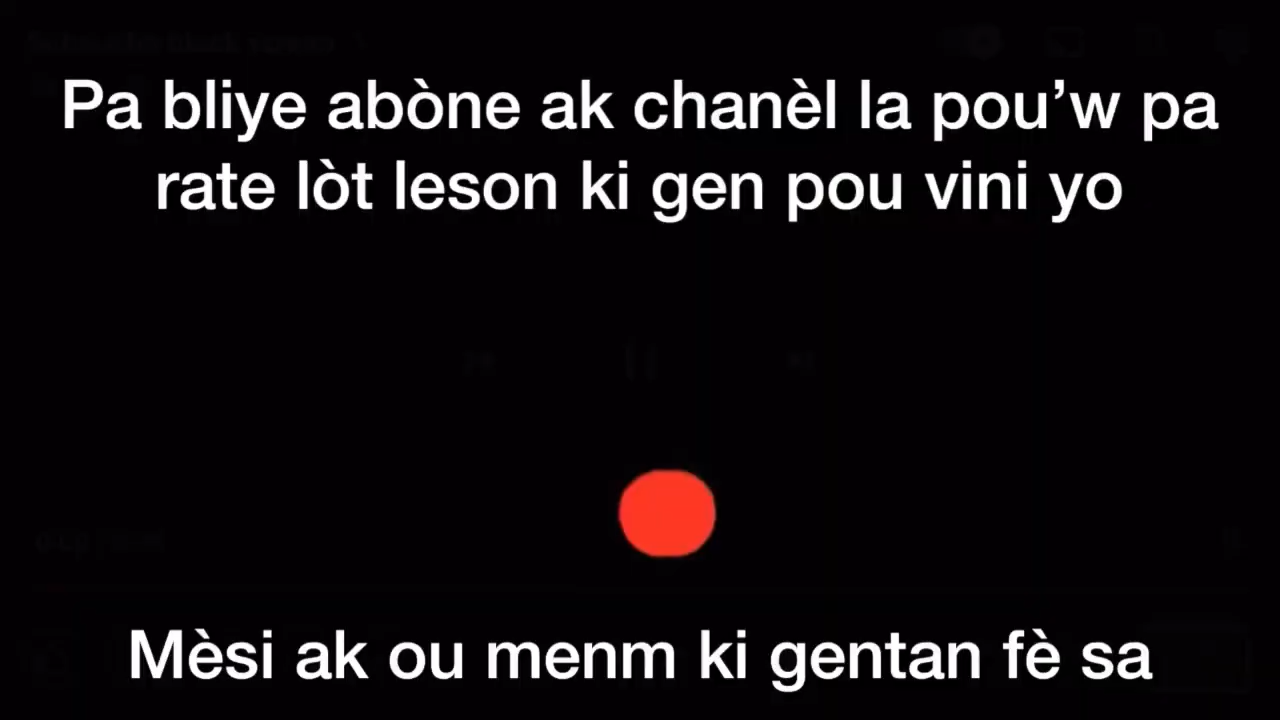 Pa bliye abòne ak chanèl la pou’w pa
rate lòt leson ki gen pou vini yo
Mèsi ak ou menm ki gentan fè sa